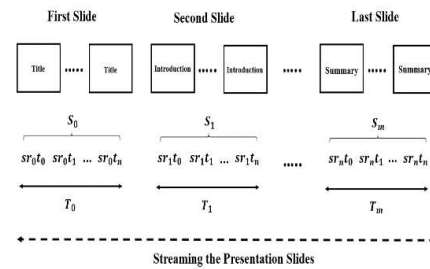 First Slide Second Slide Last Slide
Title ..... Title Introduction ..... Introduction ..... Summary ..... Summary
S₀ S₁ Sₘ
sr₀t₀ sr₀t₁ ... sr₀tₙ sr₁t₀ sr₁t₁ ... sr₁tₙ ..... srₙt₀ srₙt₁ ... srₙtₙ
T₀ T₁ Tₘ
Streaming the Presentation Slides